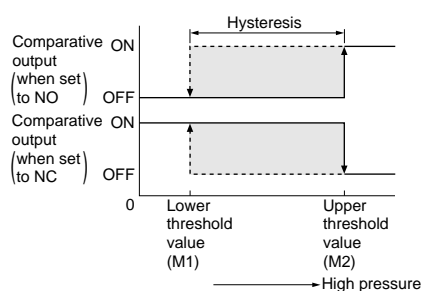 Hysteresis
Comparative ON
output
(when set
to NO) OFF
Comparative ON
output
(when set
to NC) OFF
0
Lower
threshold
value
(M1)
Upper
threshold
value
(M2)
High pressure